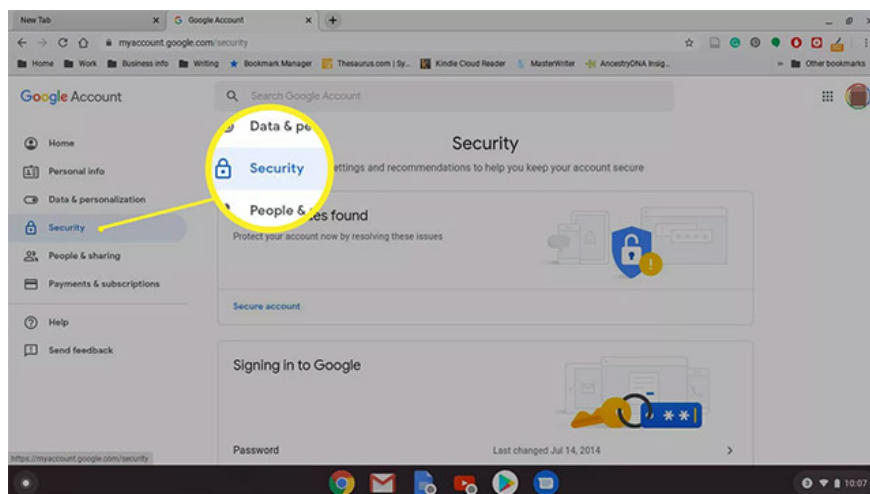 New Tab
Google Account
myaccount.google.com/security
Home Work Business info Writing Bookmark Manager Thesaurus.com | Sy... Kindle Cloud Reader MasterWriter AncestryDNA Insig... Other bookmarks
Google Account
Search Google Account
Home
Personal info
Data & personalization
Security
People & sharing
Payments & subscriptions
Help
Send feedback
Data & pe
Security
People &
Security
ettings and recommendations to help you keep your account secure
es found
Protect your account now by resolving these issues
Secure account
Signing in to Google
Password Last changed Jul 14, 2014
https://myaccount.google.com/security
3 10:07